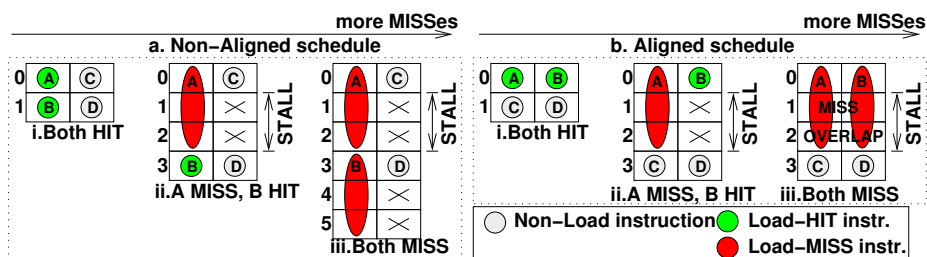 more MISSes
more MISSes
a. Non-Aligned schedule
b. Aligned schedule
0 A C
1 B D
i.Both HIT
0 A C
1
2
3 B D
STALL
ii.A MISS, B HIT
0 A C
1
2
3 B D
4
5
STALL
iii.Both MISS
0 A B
1 C D
i.Both HIT
0 A B
1
2
3 C D
STALL
ii.A MISS, B HIT
0 A B
1 MISS
2 OVERLAP
3 C D
STALL
iii.Both MISS
Non-Load instruction
Load-HIT instr.
Load-MISS instr.